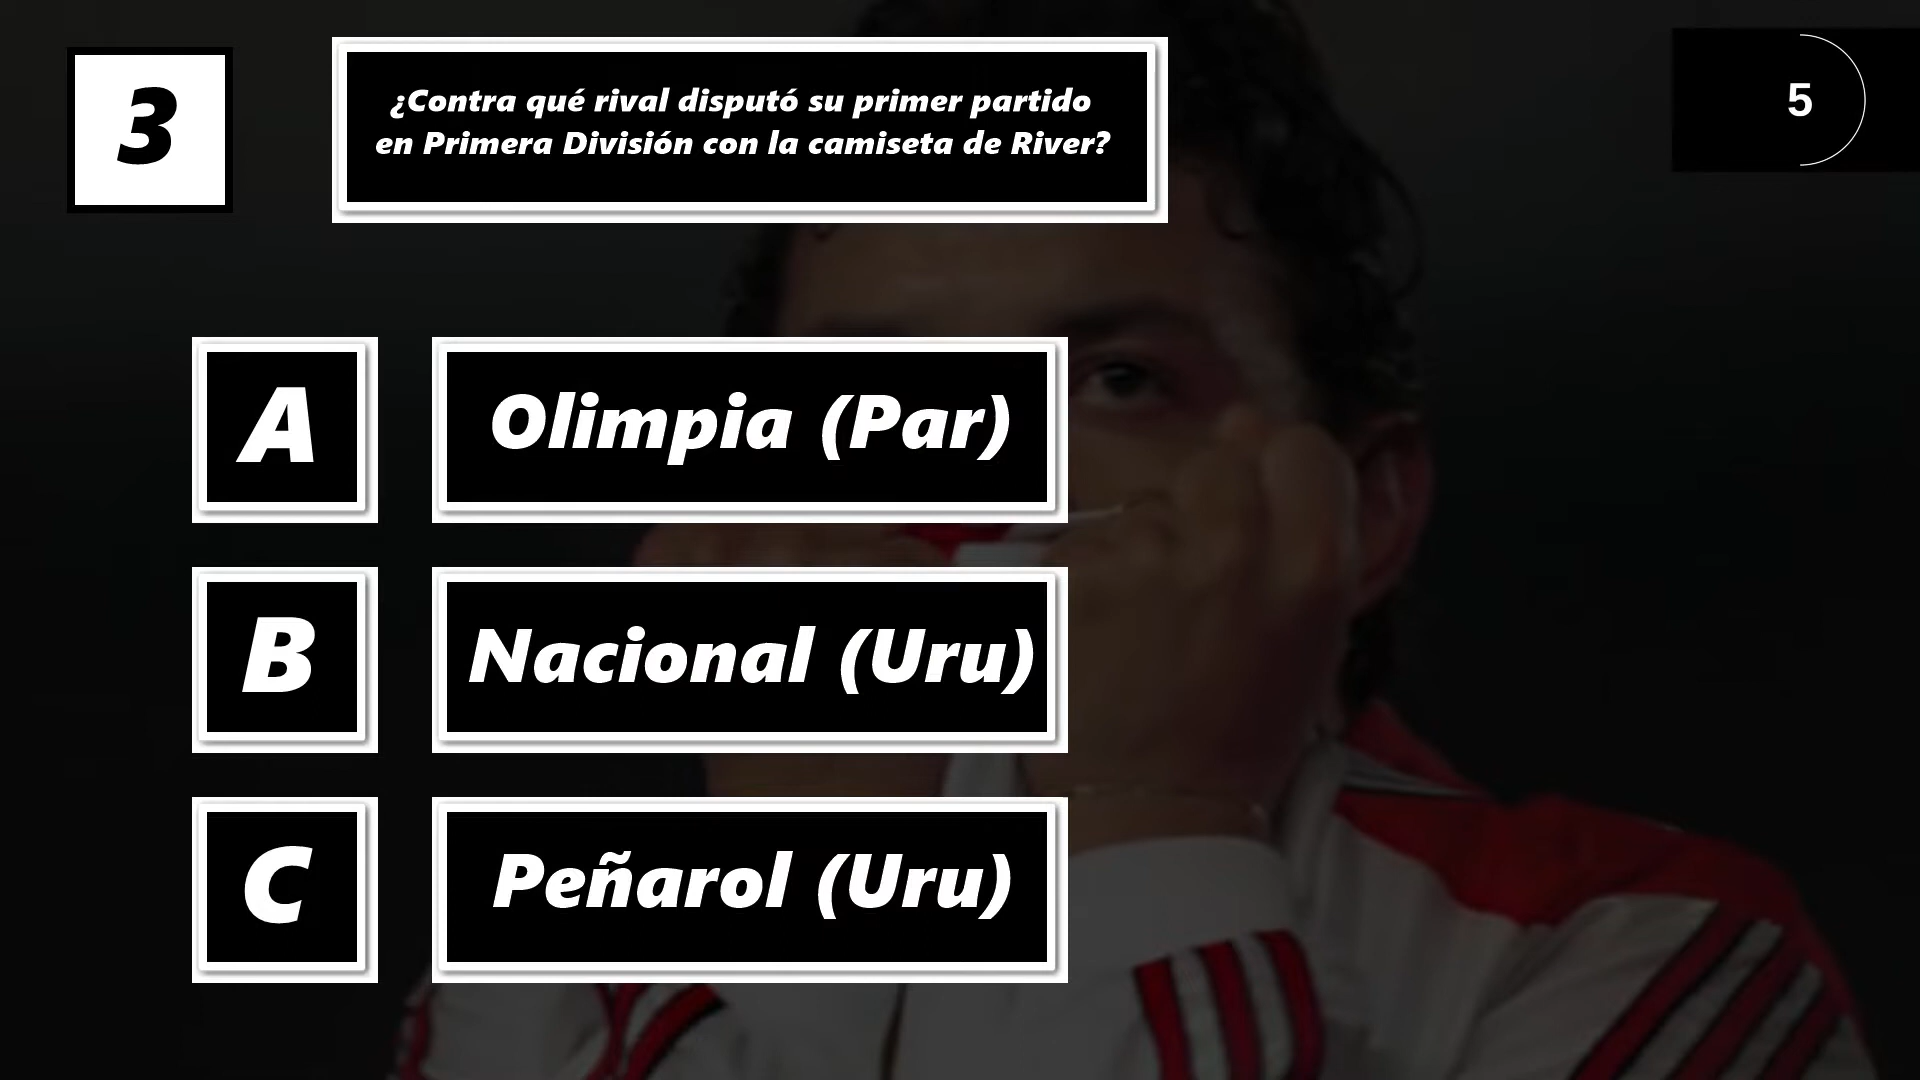 3
¿Contra qué rival disputó su primer partido
en Primera División con la camiseta de River?
5
A
Olimpia (Par)
B
Nacional (Uru)
C
Peñarol (Uru)